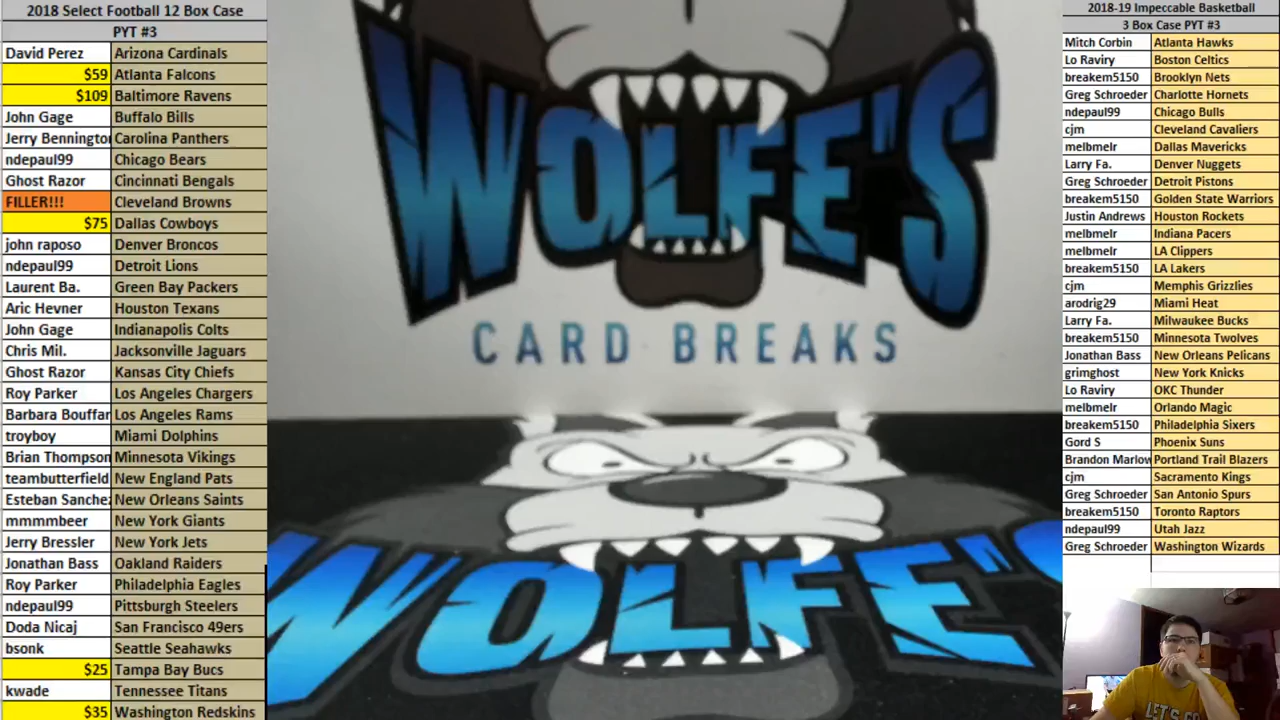 2018 Select Football 12 Box Case
PYT #3
David Perez Arizona Cardinals
$59 Atlanta Falcons
$109 Baltimore Ravens
John Gage Buffalo Bills
Jerry Benningto Carolina Panthers
ndepaul99 Chicago Bears
Ghost Razor Cincinnati Bengals
FILLER!!! Cleveland Browns
$75 Dallas Cowboys
john raposo Denver Broncos
ndepaul99 Detroit Lions
Laurent Ba. Green Bay Packers
Aric Hevner Houston Texans
John Gage Indianapolis Colts
Chris Mil. Jacksonville Jaguars
Ghost Razor Kansas City Chiefs
Roy Parker Los Angeles Chargers
Barbara Bouffar Los Angeles Rams
troyboy Miami Dolphins
Brian Thompson Minnesota Vikings
teambutterfield New England Pats
Esteban Sanche New Orleans Saints
mmmmbeer New York Giants
Jerry Bressler New York Jets
Jonathan Bass Oakland Raiders
Roy Parker Philadelphia Eagles
ndepaul99 Pittsburgh Steelers
Doda Nicaj San Francisco 49ers
bsonk Seattle Seahawks
$25 Tampa Bay Bucs
kwade Tennessee Titans
$35 Washington Redskins
WOLFE'S
CARD BREAKS
WOLFE'S
2018-19 Impeccable Basketball
3 Box Case PYT #3
Mitch Corbin Atlanta Hawks
Lo Raviry Boston Celtics
breakem5150 Brooklyn Nets
Greg Schroeder Charlotte Hornets
ndepaul99 Chicago Bulls
cjm Cleveland Cavaliers
melbmelr Dallas Mavericks
Larry Fa. Denver Nuggets
Greg Schroeder Detroit Pistons
breakem5150 Golden State Warriors
Justin Andrews Houston Rockets
melbmelr Indiana Pacers
melbmelr LA Clippers
breakem5150 LA Lakers
cjm Memphis Grizzlies
arodrig29 Miami Heat
Larry Fa. Milwaukee Bucks
breakem5150 Minnesota Twolves
Jonathan Bass New Orleans Pelicans
grimghost New York Knicks
Lo Raviry OKC Thunder
melbmelr Orlando Magic
breakem5150 Philadelphia Sixers
Gord S Phoenix Suns
Brandon Marlow Portland Trail Blazers
cjm Sacramento Kings
Greg Schroeder San Antonio Spurs
breakem5150 Toronto Raptors
ndepaul99 Utah Jazz
Greg Schroeder Washington Wizards
LET'S GO